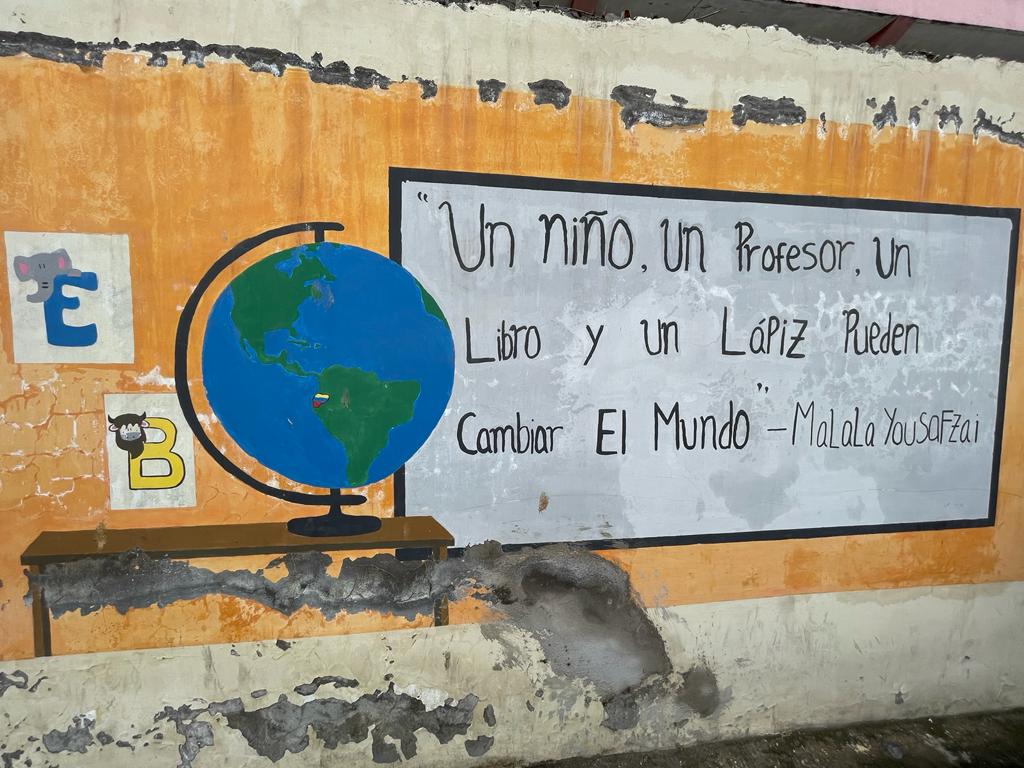 E
B
“Un niño, un Profesor, un
Libro y un LáPiz Pueden
Cambiar El Mundo” -MaLaLa YousaFzai